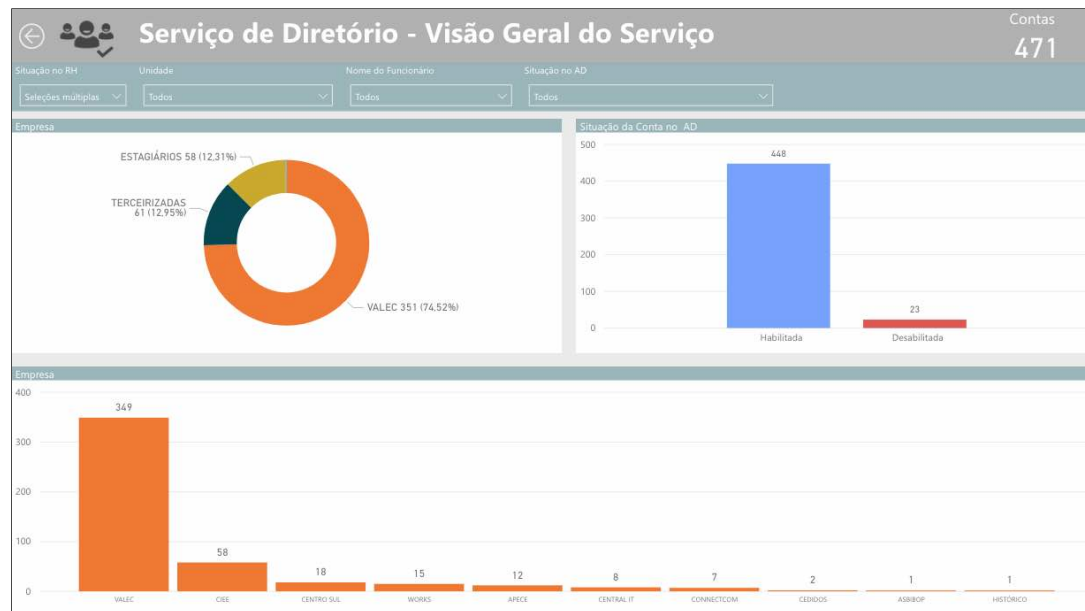 Serviço de Diretório - Visão Geral do Serviço
Contas
471
Situação no RH
Unidade
Nome do Funcionário
Situação no AD
Seleções múltiplas
Todos
Todos
Todos
Empresa
ESTAGIÁRIOS 58 (12,31%)
TERCEIRIZADAS
61 (12,95%)
VALEC 351 (74,52%)
Situação da Conta no AD
500
400
300
200
100
0
448
23
Habilitada
Desabilitada
Empresa
400
300
200
100
0
349
58
18
15
12
8
7
2
1
1
VALEC
CIEE
CENTRO SUL
WORKS
APECE
CENTRAL IT
CONNECTCOM
CEDIDOS
ASBIBOP
HISTÓRICO